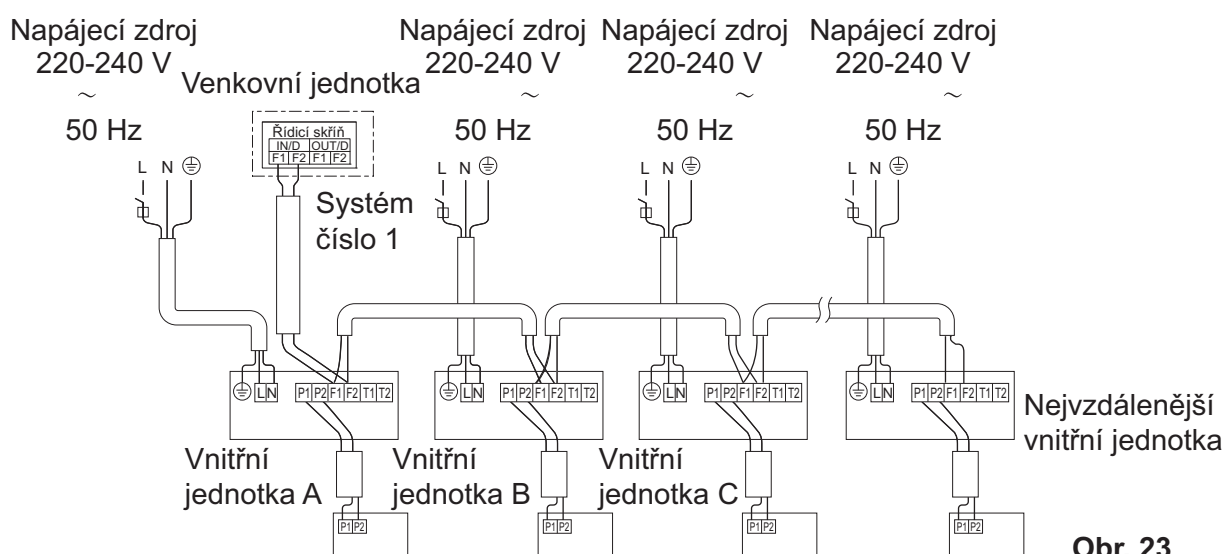 Napájecí zdroj
220-240 V
~
50 Hz
L N
Venkovní jednotka
Řídicí skříň
IN/D OUT/D
F1 F2 F1 F2
Systém
číslo 1
Napájecí zdroj
220-240 V
~
50 Hz
L N
Napájecí zdroj
220-240 V
~
50 Hz
L N
Napájecí zdroj
220-240 V
~
50 Hz
L N
L N P1 P2 F1 F2 T1 T2
L N P1 P2 F1 F2 T1 T2
L N P1 P2 F1 F2 T1 T2
L N P1 P2 F1 F2 T1 T2
Vnitřní
jednotka A
Vnitřní
jednotka B
Vnitřní
jednotka C
Nejvzdálenější
vnitřní jednotka
P1 P2
P1 P2
P1 P2
P1 P2
Obr. 23